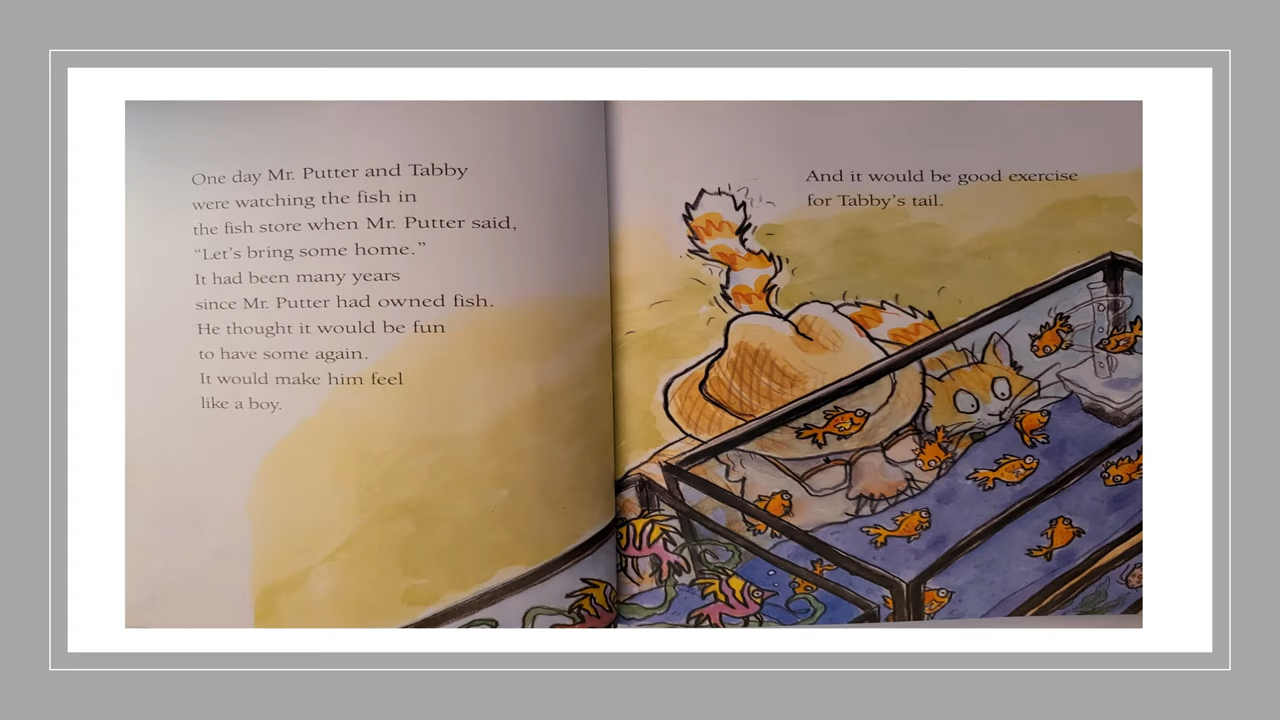 One day Mr. Putter and Tabby
were watching the fish in
the fish store when Mr. Putter said,
“Let’s bring some home.”
It had been many years
since Mr. Putter had owned fish.
He thought it would be fun
to have some again.
It would make him feel
like a boy.
And it would be good exercise
for Tabby’s tail.